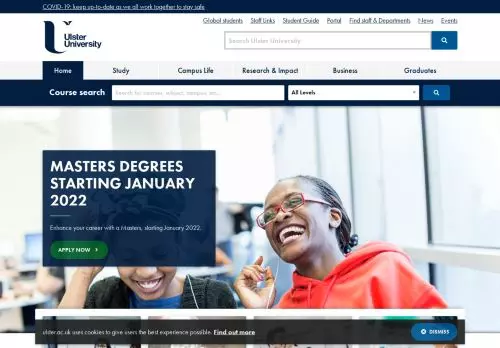 COVID-19: keep up-to-date as we all work together to stay safe
Global students Staff Links Student Guide Portal Find staff & Departments News Events
Ulster
University
Search Ulster University
Home Study Campus Life Research & Impact Business Graduates
Course search Search for courses, subject, campus, etc... All Levels
MASTERS DEGREES
STARTING JANUARY
2022
Enhance your career with a Masters, starting January 2022.
APPLY NOW
ulster.ac.uk uses cookies to give users the best experience possible. Find out more
DISMISS